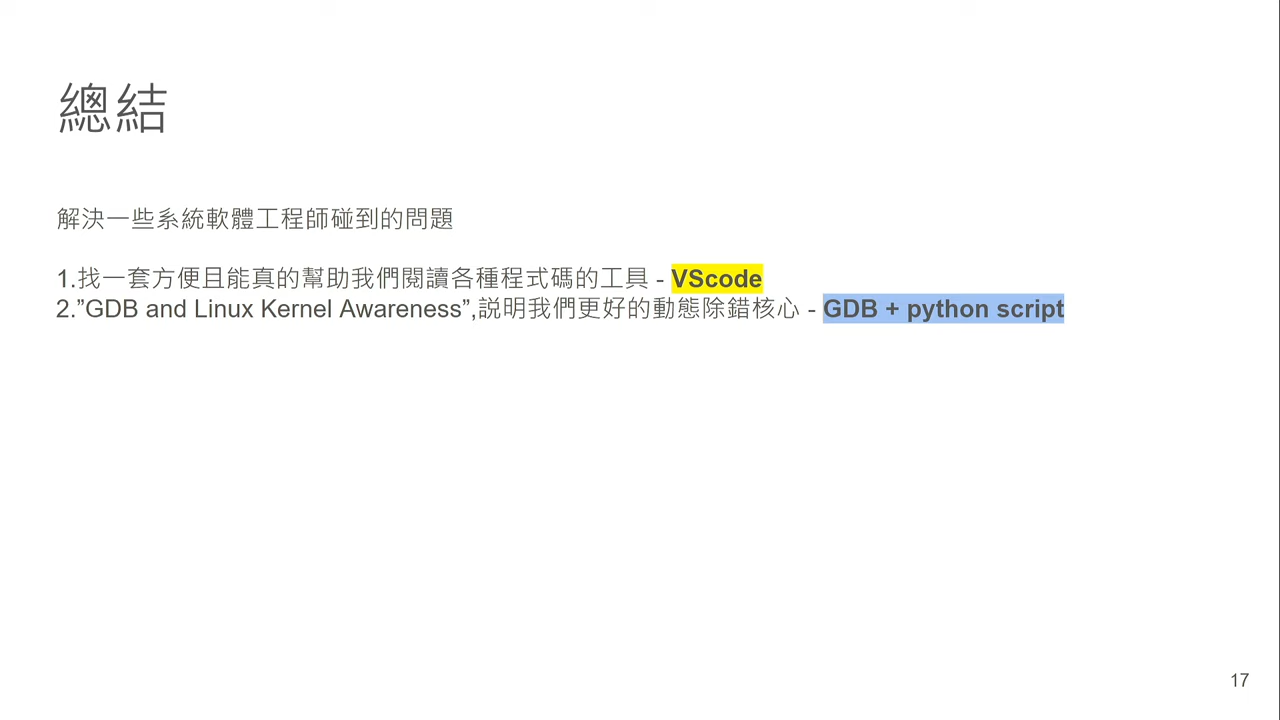 總結
解決一些系統軟體工程師碰到的問題
1.找一套方便且能真的幫助我們閱讀各種程式碼的工具 - VScode
2.”GDB and Linux Kernel Awareness”,説明我們更好的動態除錯核心 - GDB + python script
17